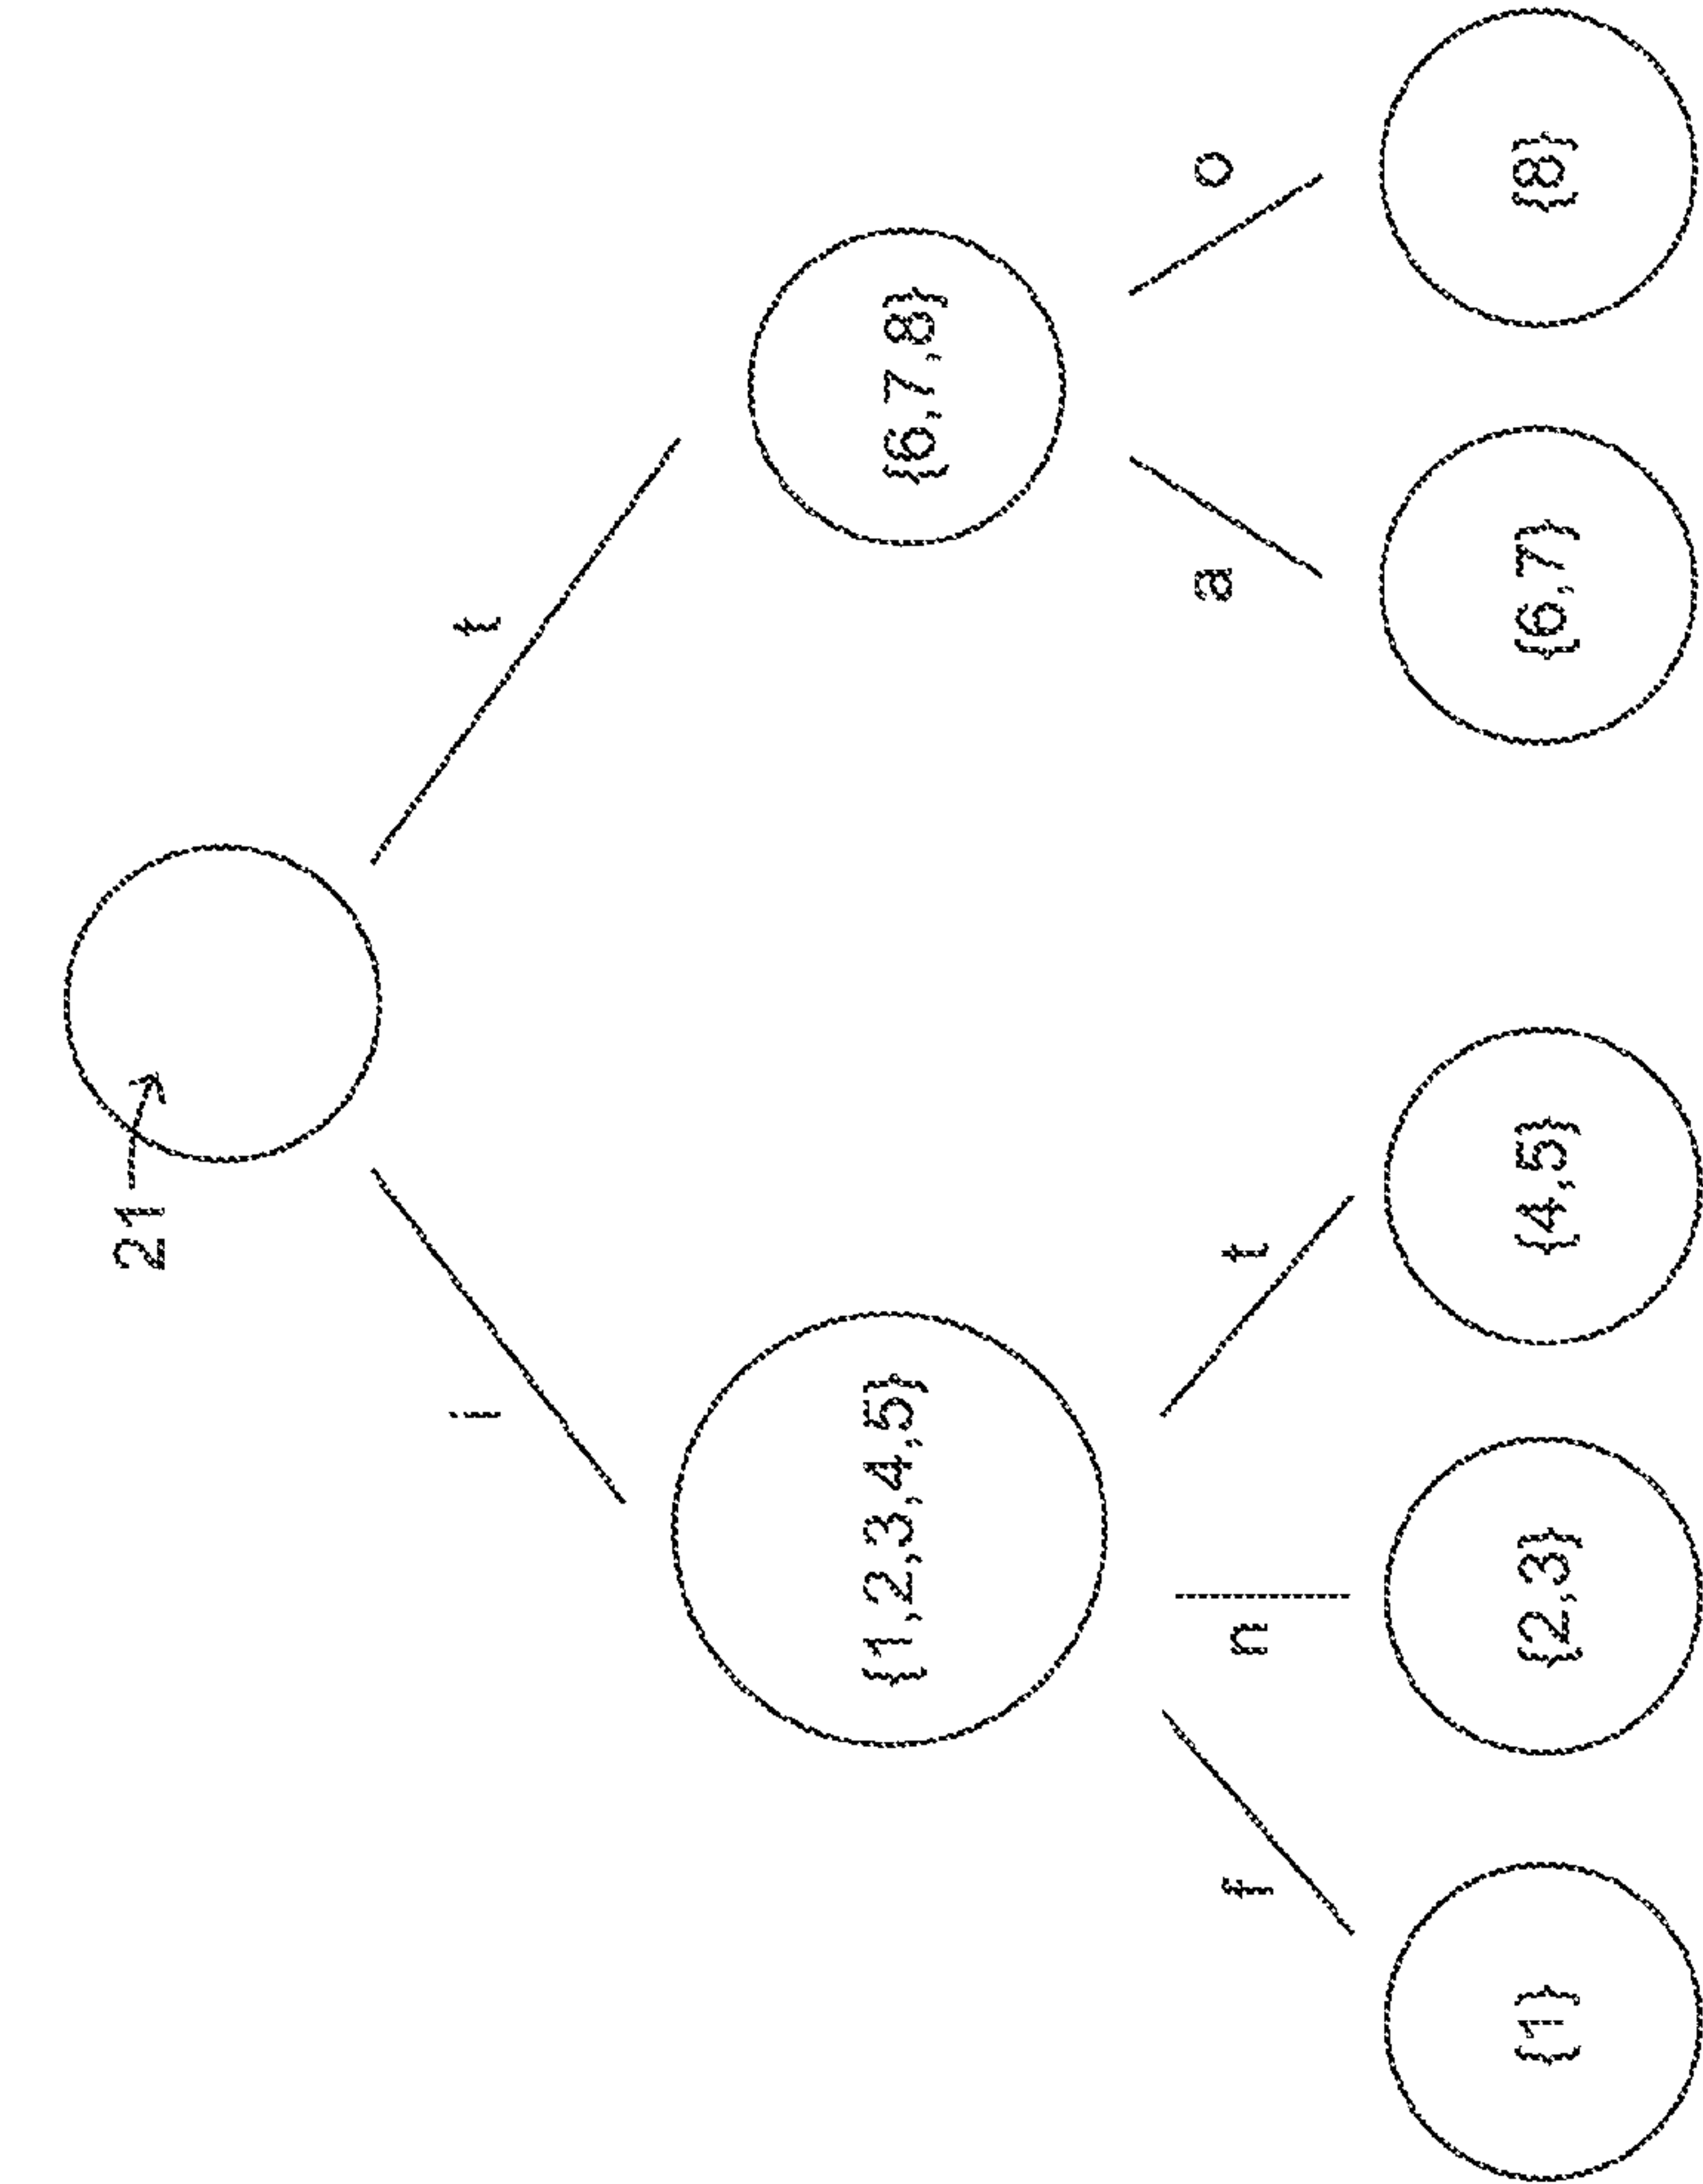 21
i
t
{1,2,3,4,5}
{6,7,8}
f
n
t
a
o
{1}
{2,3}
{4,5}
{6,7}
{8}